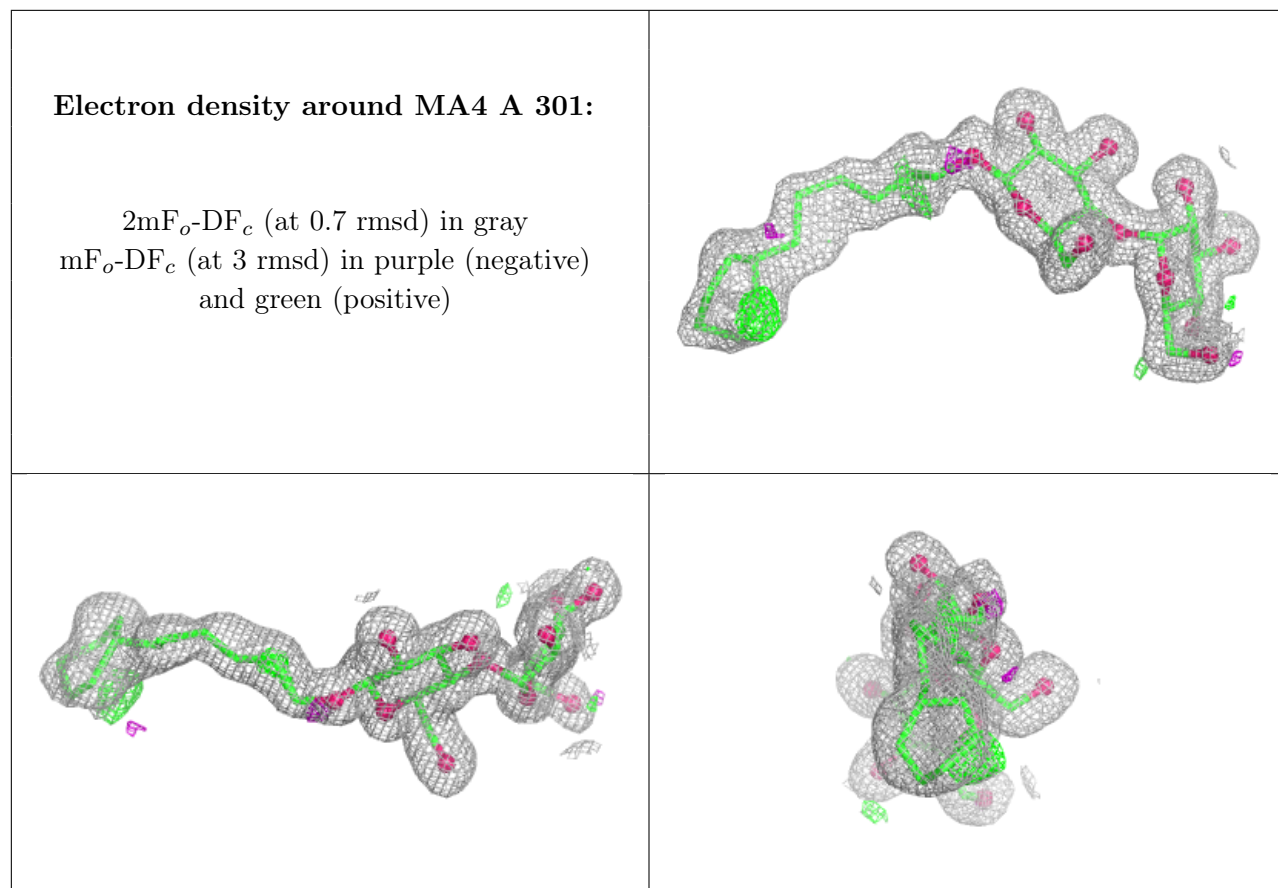 Electron density around MA4 A 301:
2mFo-DFc (at 0.7 rmsd) in gray
mFo-DFc (at 3 rmsd) in purple (negative)
and green (positive)